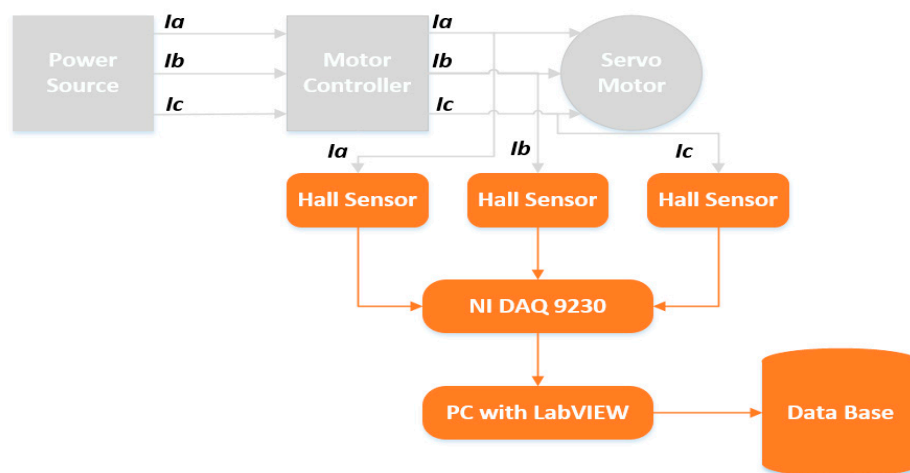 Ia
Ia
Power
Source
Motor
Controller
Servo
Motor
Ib
Ib
Ic
Ic
Ia
Ib
Ic
Hall Sensor
Hall Sensor
Hall Sensor
NI DAQ 9230
PC with LabVIEW
Data Base